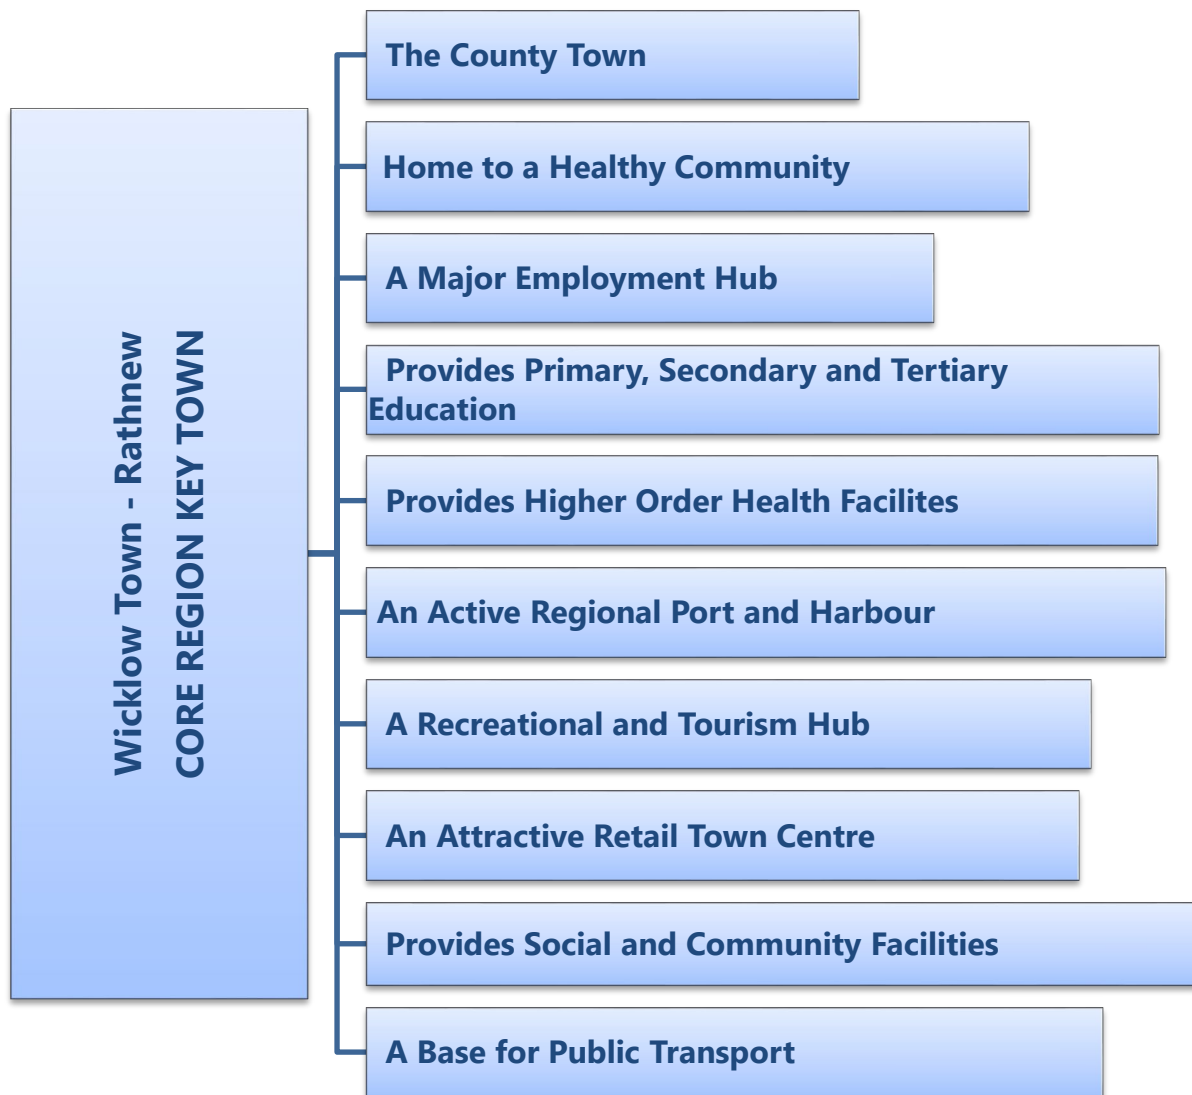 Wicklow Town - Rathnew
CORE REGION KEY TOWN
The County Town
Home to a Healthy Community
A Major Employment Hub
Provides Primary, Secondary and Tertiary
Education
Provides Higher Order Health Facilites
An Active Regional Port and Harbour
A Recreational and Tourism Hub
An Attractive Retail Town Centre
Provides Social and Community Facilities
A Base for Public Transport